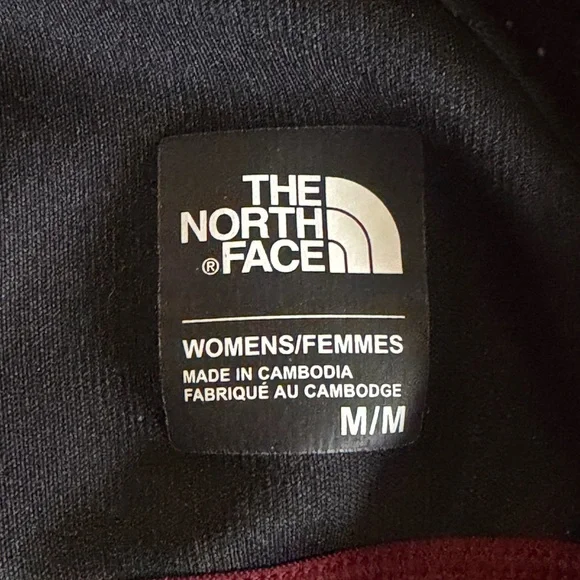 THE
NORTH
® FACE
WOMENS/FEMMES
MADE IN CAMBODIA
FABRIQUÉ AU CAMBODGE
M/M